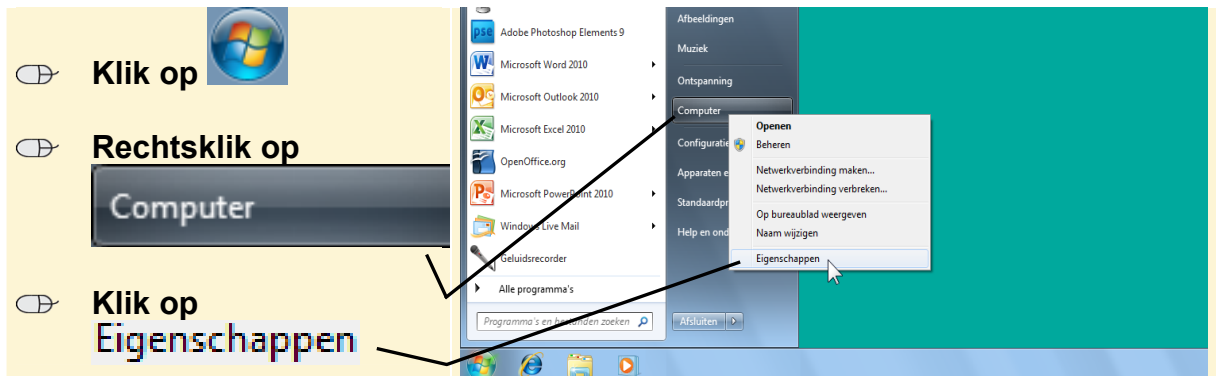 Klik op
Rechtsklik op
Computer
Klik op
Eigenschappen
pse Adobe Photoshop Elements 9
Microsoft Word 2010
Microsoft Outlook 2010
Microsoft Excel 2010
OpenOffice.org
Microsoft PowerPoint 2010
Windows Live Mail
Geluidsrecorder
Alle programma's
Programma's en bestanden zoeken
Afbeeldingen
Muziek
Ontspanning
Computer
Configuratie
Apparaten e
Standaardpr
Help en ond
Afsluiten
Openen
Beheren
Netwerkverbinding maken...
Netwerkverbinding verbreken...
Op bureaublad weergeven
Naam wijzigen
Eigenschappen